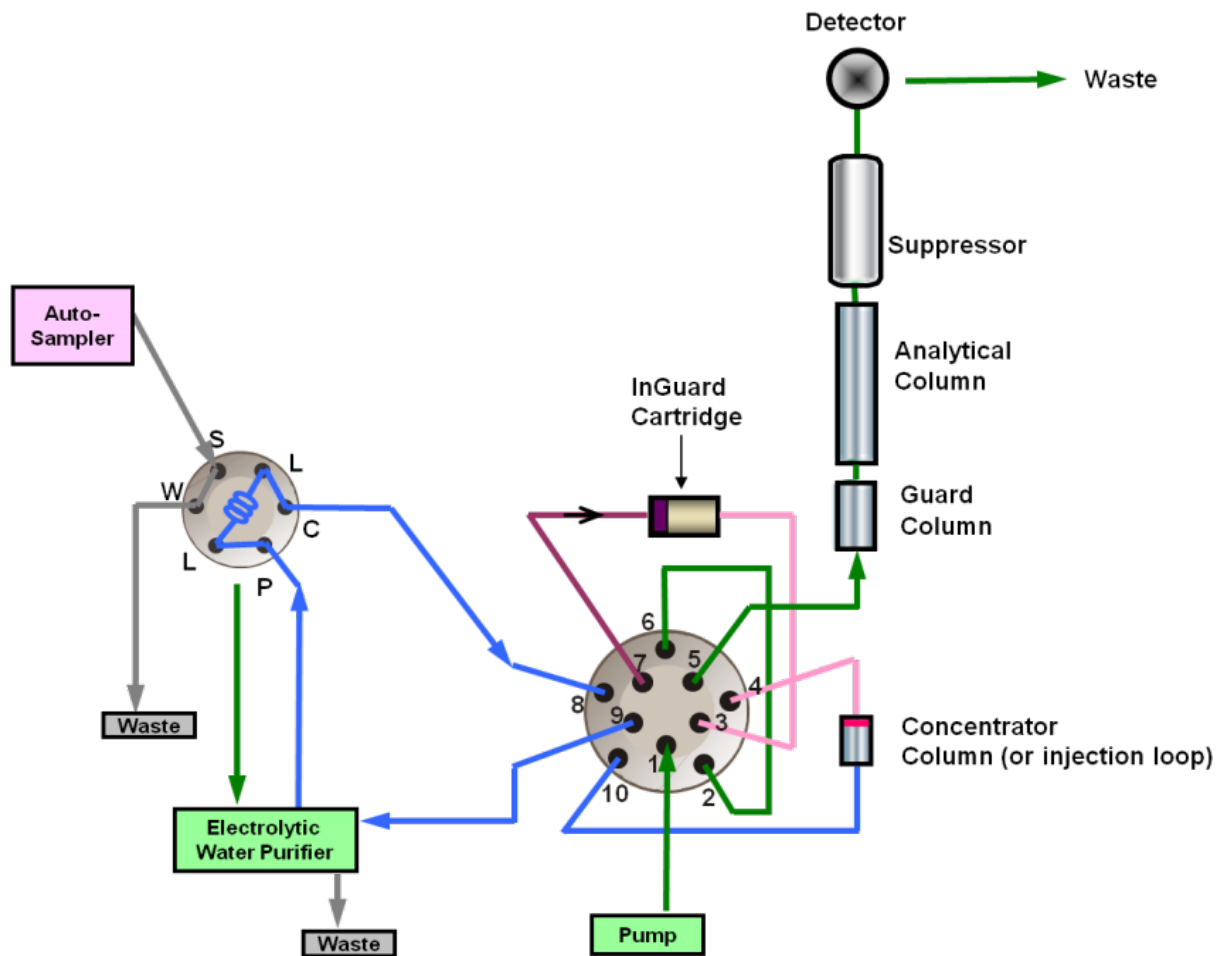 Detector
Waste
Suppressor
Auto-
Sampler
Analytical
Column
InGuard
Cartridge
S
L
W
C
L
P
Guard
Column
6
7
5
8
4
9
3
1
10
2
Waste
Concentrator
Column (or injection loop)
Electrolytic
Water Purifier
Waste
Pump